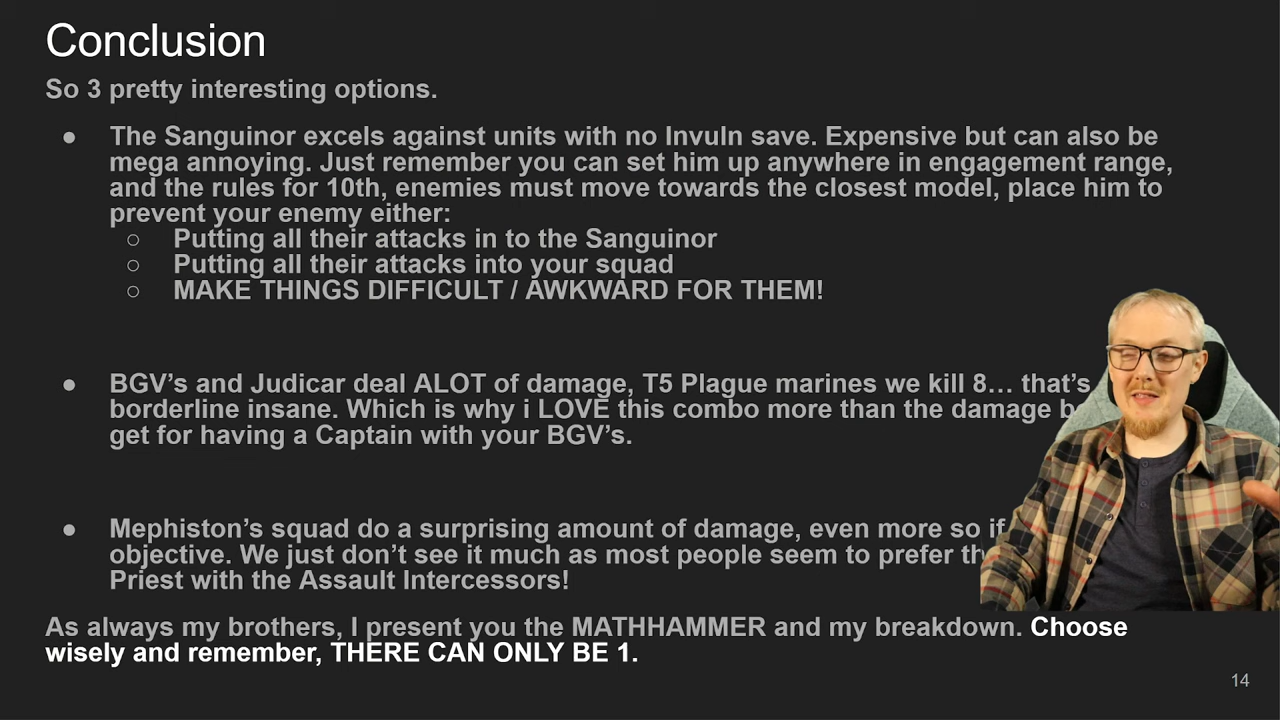 Conclusion
So 3 pretty interesting options.
● The Sanguinor excels against units with no Invuln save. Expensive but can also be
mega annoying. Just remember you can set him up anywhere in engagement range,
and the rules for 10th, enemies must move towards the closest model, place him to
prevent your enemy either:
○ Putting all their attacks in to the Sanguinor
○ Putting all their attacks into your squad
○ MAKE THINGS DIFFICULT / AWKWARD FOR THEM!
● BGV's and Judicar deal ALOT of damage, T5 Plague marines we kill 8… that's
borderline insane. Which is why i LOVE this combo more than the damage
get for having a Captain with your BGV's.
● Mephiston's squad do a surprising amount of damage, even more so if
objective. We just don't see it much as most people seem to prefer
Priest with the Assault Intercessors!
As always my brothers, I present you the MATHHAMMER and my breakdown. Choose
wisely and remember, THERE CAN ONLY BE 1.
14